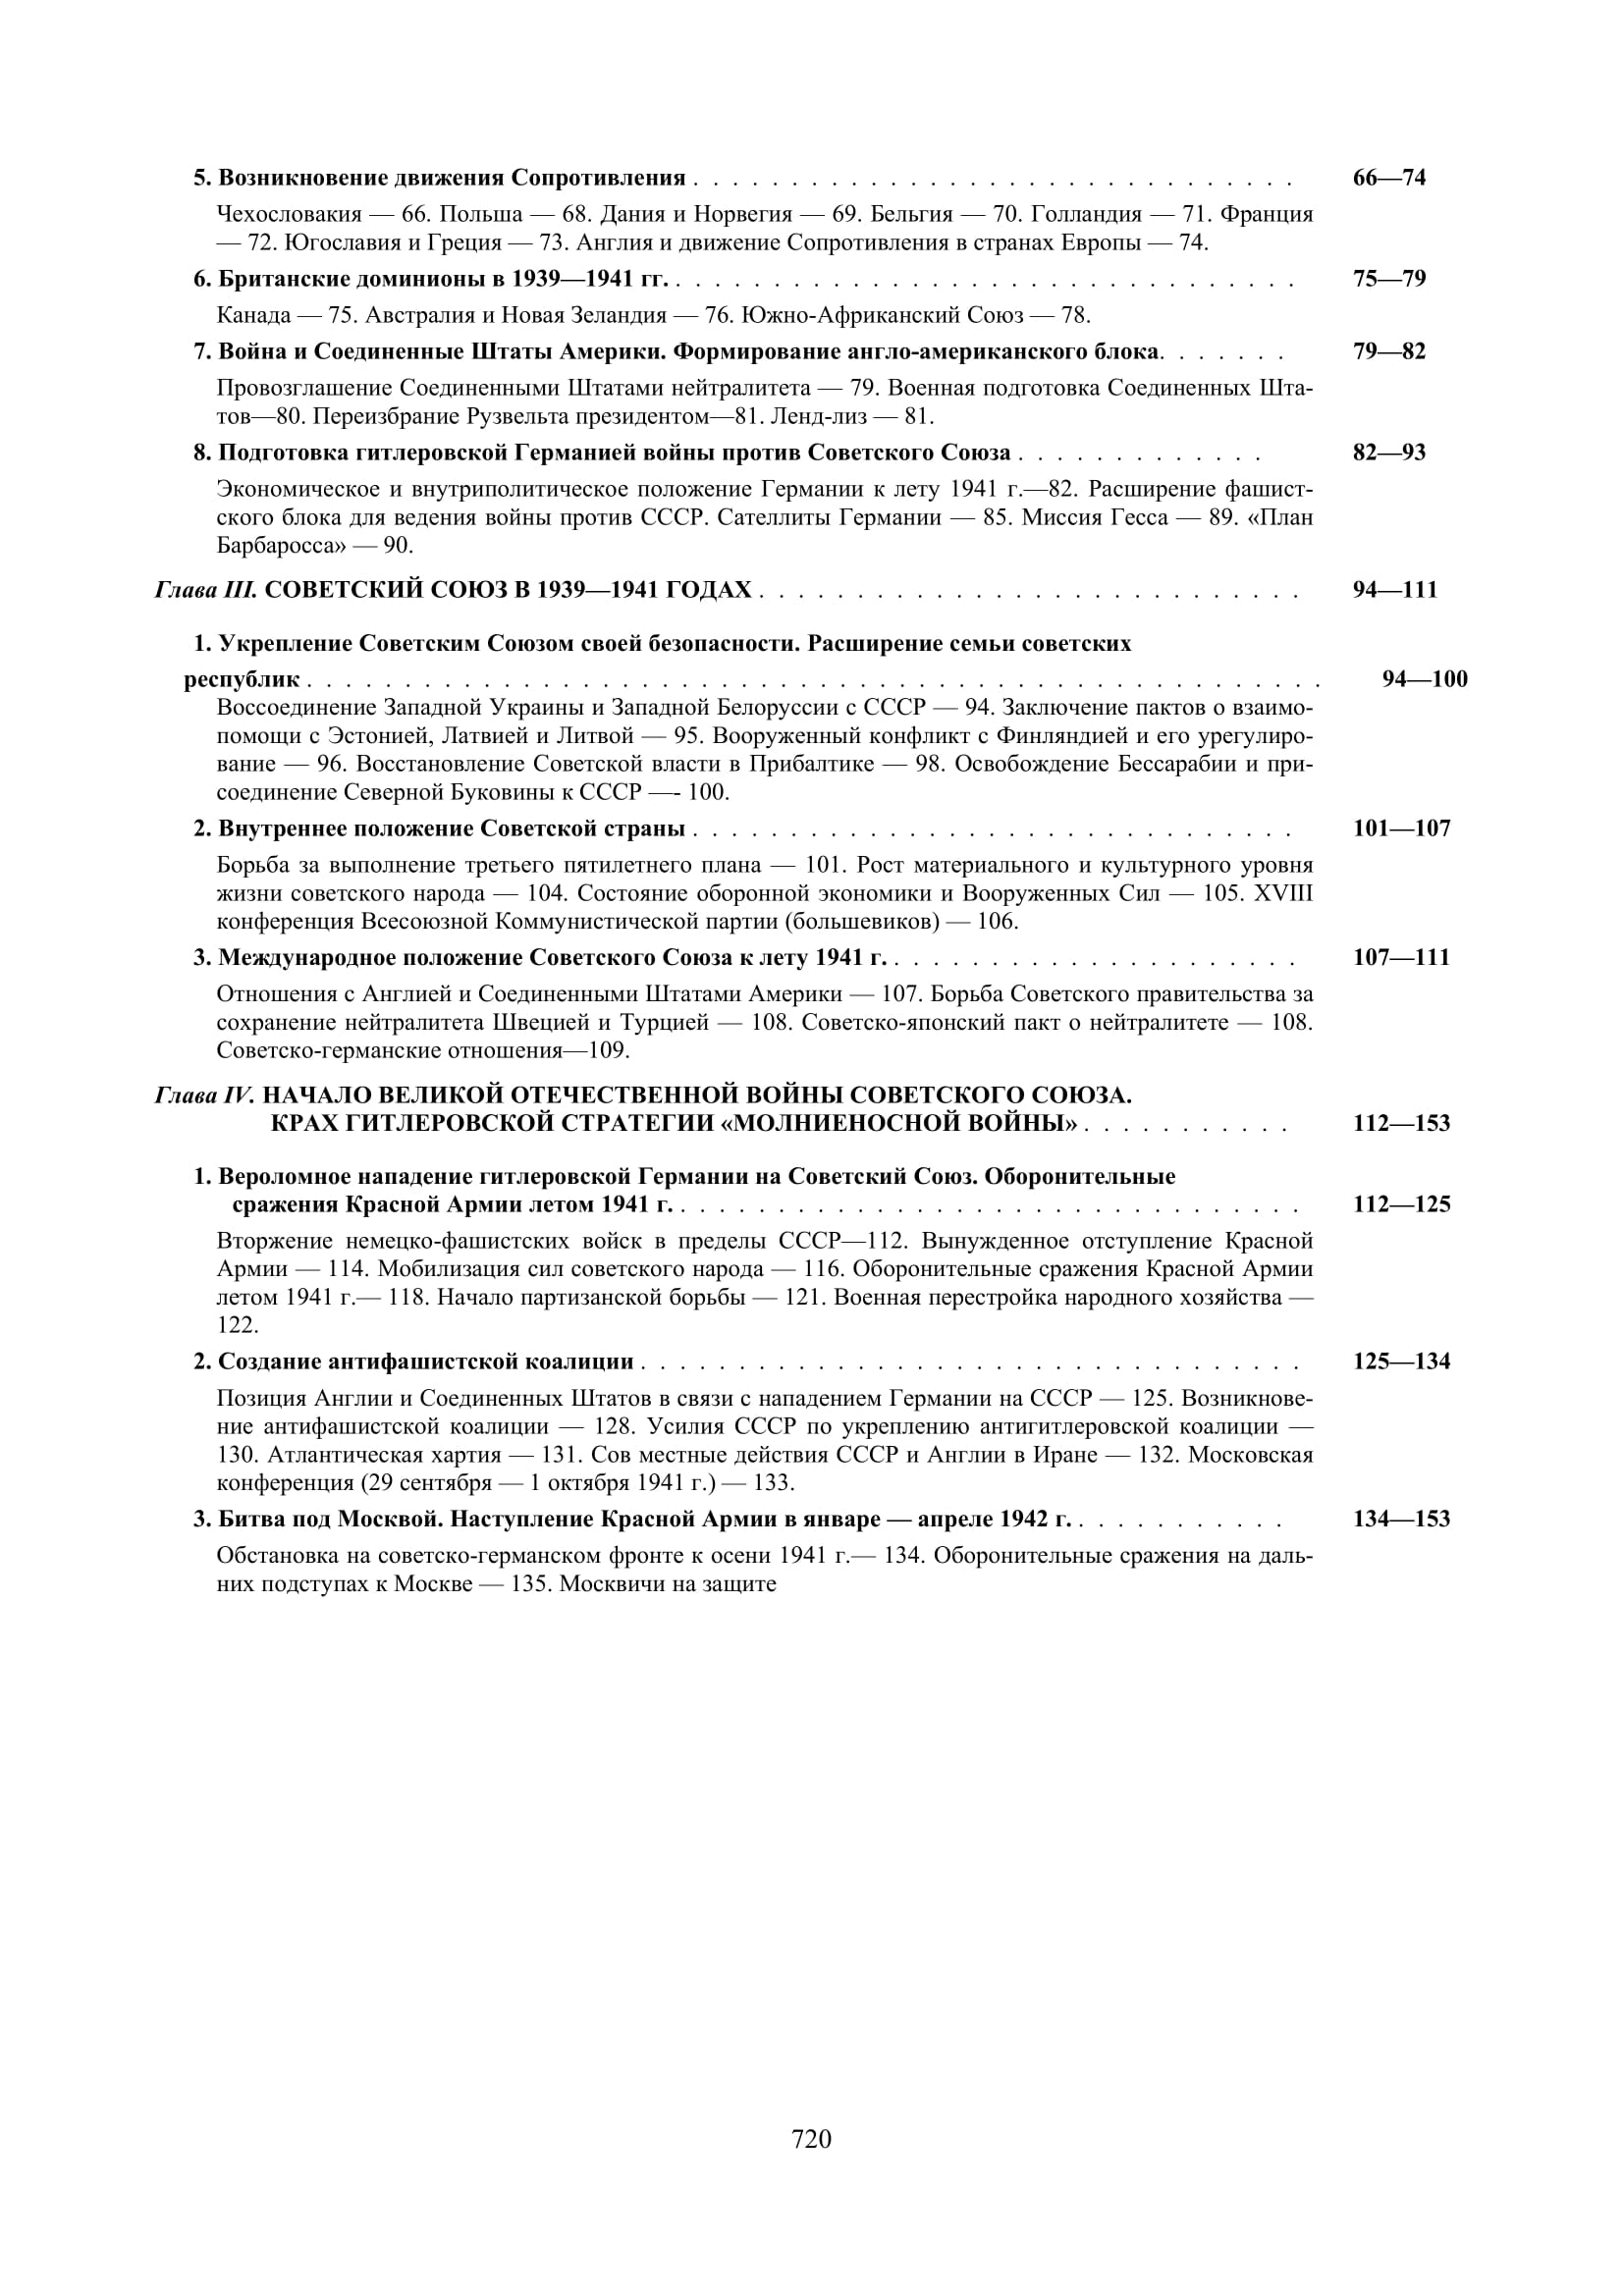 5. Возникновение движения Сопротивления . . . . . . . . . . . . . . . . . . . . . . . . . . . . . . . 66—74
Чехословакия — 66. Польша — 68. Дания и Норвегия — 69. Бельгия — 70. Голландия — 71. Франция
— 72. Югославия и Греция — 73. Англия и движение Сопротивления в странах Европы — 74.
6. Британские доминионы в 1939—1941 гг. . . . . . . . . . . . . . . . . . . . . . . . . . . . . . . . . 75—79
Канада — 75. Австралия и Новая Зеландия — 76. Южно-Африканский Союз — 78.
7. Война и Соединенные Штаты Америки. Формирование англо-американского блока. . . . . . . 79—82
Провозглашение Соединенными Штатами нейтралитета — 79. Военная подготовка Соединенных Шта-
тов—80. Переизбрание Рузвельта президентом—81. Ленд-лиз — 81.
8. Подготовка гитлеровской Германией войны против Советского Союза . . . . . . . . . . . . . 82—93
Экономическое и внутриполитическое положение Германии к лету 1941 г.—82. Расширение фашист-
ского блока для ведения войны против СССР. Сателлиты Германии — 85. Миссия Гесса — 89. «План
Барбаросса» — 90.
Глава III. СОВЕТСКИЙ СОЮЗ В 1939—1941 ГОДАХ . . . . . . . . . . . . . . . . . . . . . . . . . . . . 94—111
1. Укрепление Советским Союзом своей безопасности. Расширение семьи советских
республик . . . . . . . . . . . . . . . . . . . . . . . . . . . . . . . . . . . . . . . . . . . . . . . . . . . . 94—100
Воссоединение Западной Украины и Западной Белоруссии с СССР — 94. Заключение пактов о взаимо-
помощи с Эстонией, Латвией и Литвой — 95. Вооруженный конфликт с Финляндией и его урегулиро-
вание — 96. Восстановление Советской власти в Прибалтике — 98. Освобождение Бессарабии и при-
соединение Северной Буковины к СССР —- 100.
2. Внутреннее положение Советской страны . . . . . . . . . . . . . . . . . . . . . . . . . . . . . . . 101—107
Борьба за выполнение третьего пятилетнего плана — 101. Рост материального и культурного уровня
жизни советского народа — 104. Состояние оборонной экономики и Вооруженных Сил — 105. XVIII
конференция Всесоюзной Коммунистической партии (большевиков) — 106.
3. Международное положение Советского Союза к лету 1941 г. . . . . . . . . . . . . . . . . . . . . . 107—111
Отношения с Англией и Соединенными Штатами Америки — 107. Борьба Советского правительства за
сохранение нейтралитета Швецией и Турцией — 108. Советско-японский пакт о нейтралитете — 108.
Советско-германские отношения—109.
Глава IV. НАЧАЛО ВЕЛИКОЙ ОТЕЧЕСТВЕННОЙ ВОЙНЫ СОВЕТСКОГО СОЮЗА.
КРАХ ГИТЛЕРОВСКОЙ СТРАТЕГИИ «МОЛНИЕНОСНОЙ ВОЙНЫ» . . . . . . . . . . . 112—153
1. Вероломное нападение гитлеровской Германии на Советский Союз. Оборонительные
сражения Красной Армии летом 1941 г. . . . . . . . . . . . . . . . . . . . . . . . . . . . . . . . . 112—125
Вторжение немецко-фашистских войск в пределы СССР—112. Вынужденное отступление Красной
Армии — 114. Мобилизация сил советского народа — 116. Оборонительные сражения Красной Армии
летом 1941 г.— 118. Начало партизанской борьбы — 121. Военная перестройка народного хозяйства —
122.
2. Создание антифашистской коалиции . . . . . . . . . . . . . . . . . . . . . . . . . . . . . . . . . . 125—134
Позиция Англии и Соединенных Штатов в связи с нападением Германии на СССР — 125. Возникнове-
ние антифашистской коалиции — 128. Усилия СССР по укреплению антигитлеровской коалиции —
130. Атлантическая хартия — 131. Сов местные действия СССР и Англии в Иране — 132. Московская
конференция (29 сентября — 1 октября 1941 г.) — 133.
3. Битва под Москвой. Наступление Красной Армии в январе — апреле 1942 г. . . . . . . . . . . . 134—153
Обстановка на советско-германском фронте к осени 1941 г.— 134. Оборонительные сражения на даль-
них подступах к Москве — 135. Москвичи на защите
720